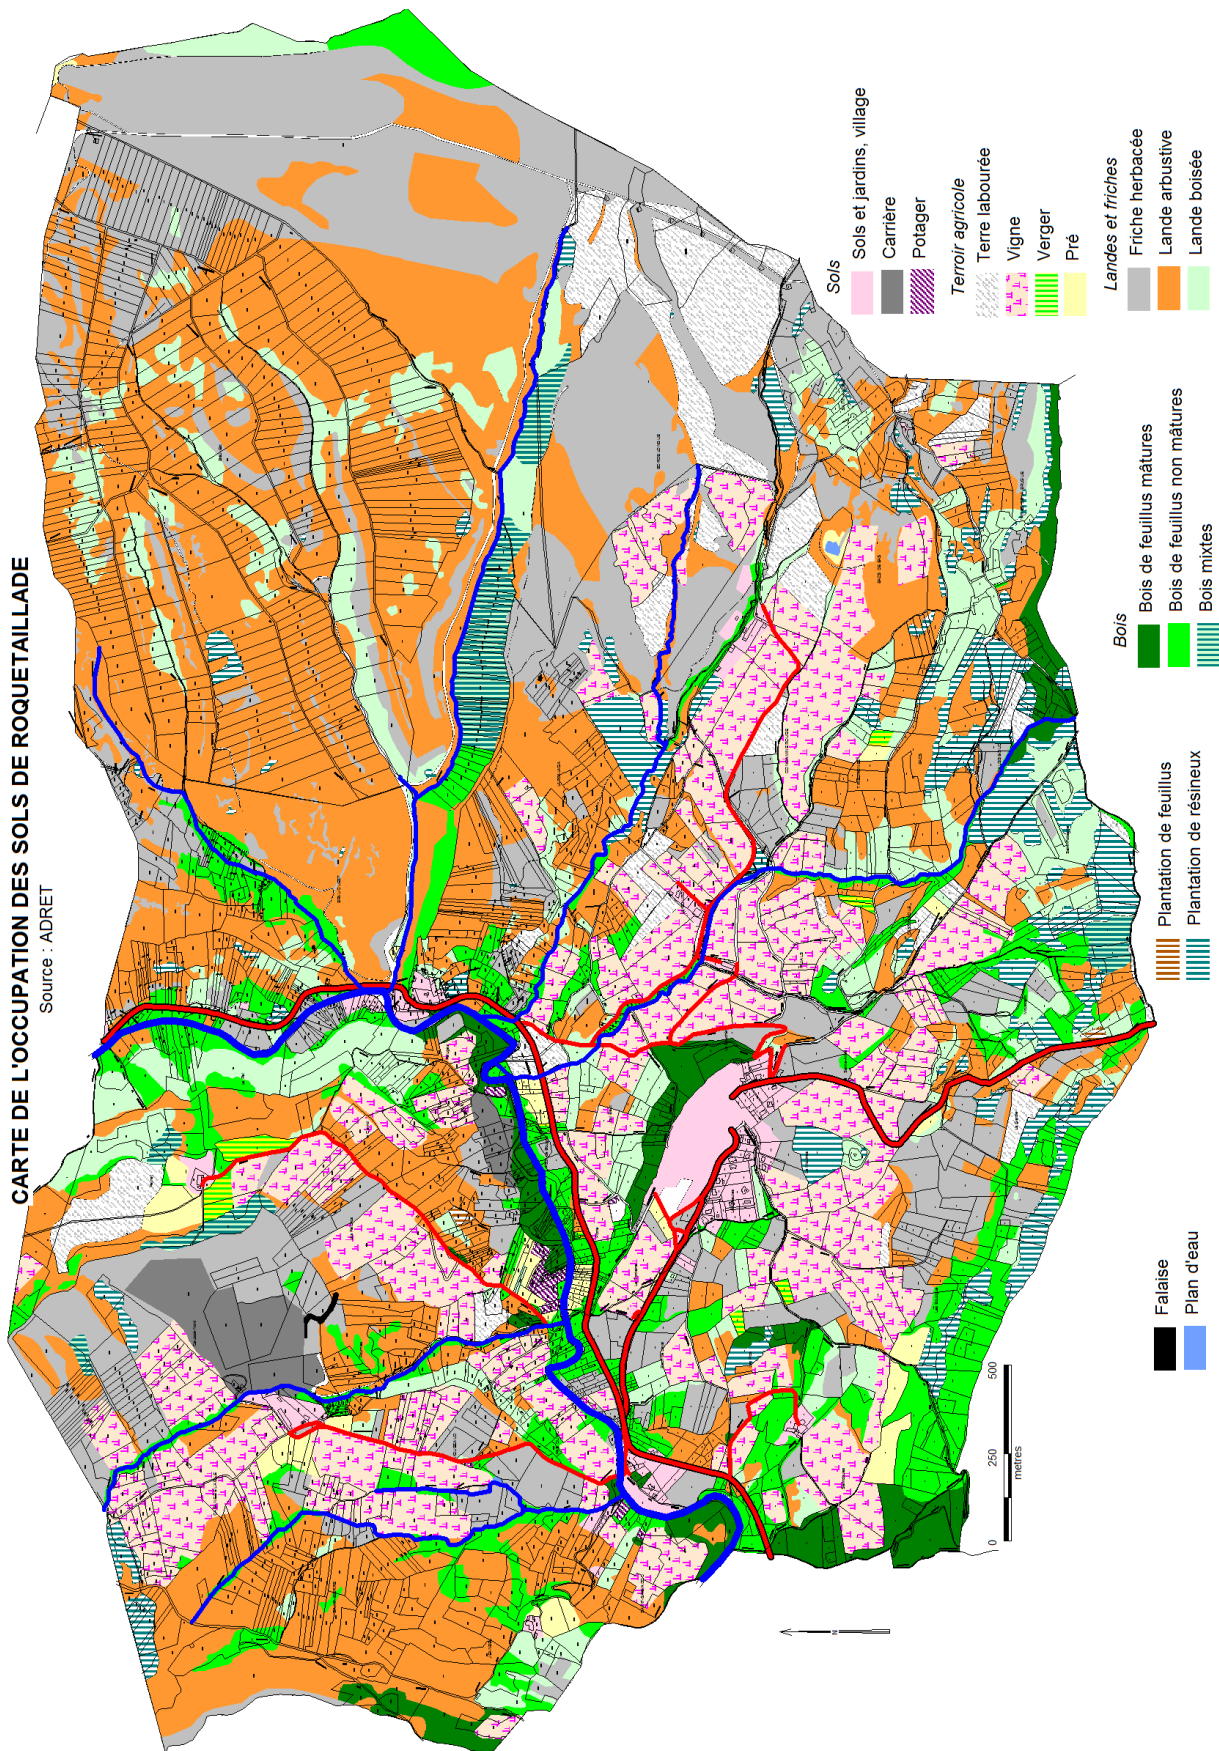 CARTE DE L'OCCUPATION DES SOLS DE ROQUETAILLADE
Source : ADRET
Falaise
Plan d'eau
Plantation de feuillus
Plantation de résineux
Bois
Bois de feuillus mâtures
Bois de feuillus non mâtures
Bois mixtes
Sols
Sols et jardins, village
Carrière
Potager
Terroir agricole
Terre labourée
Vigne
Verger
Pré
Landes et friches
Friche herbacée
Lande arbustive
Lande boisée
0 250 500
metres
N